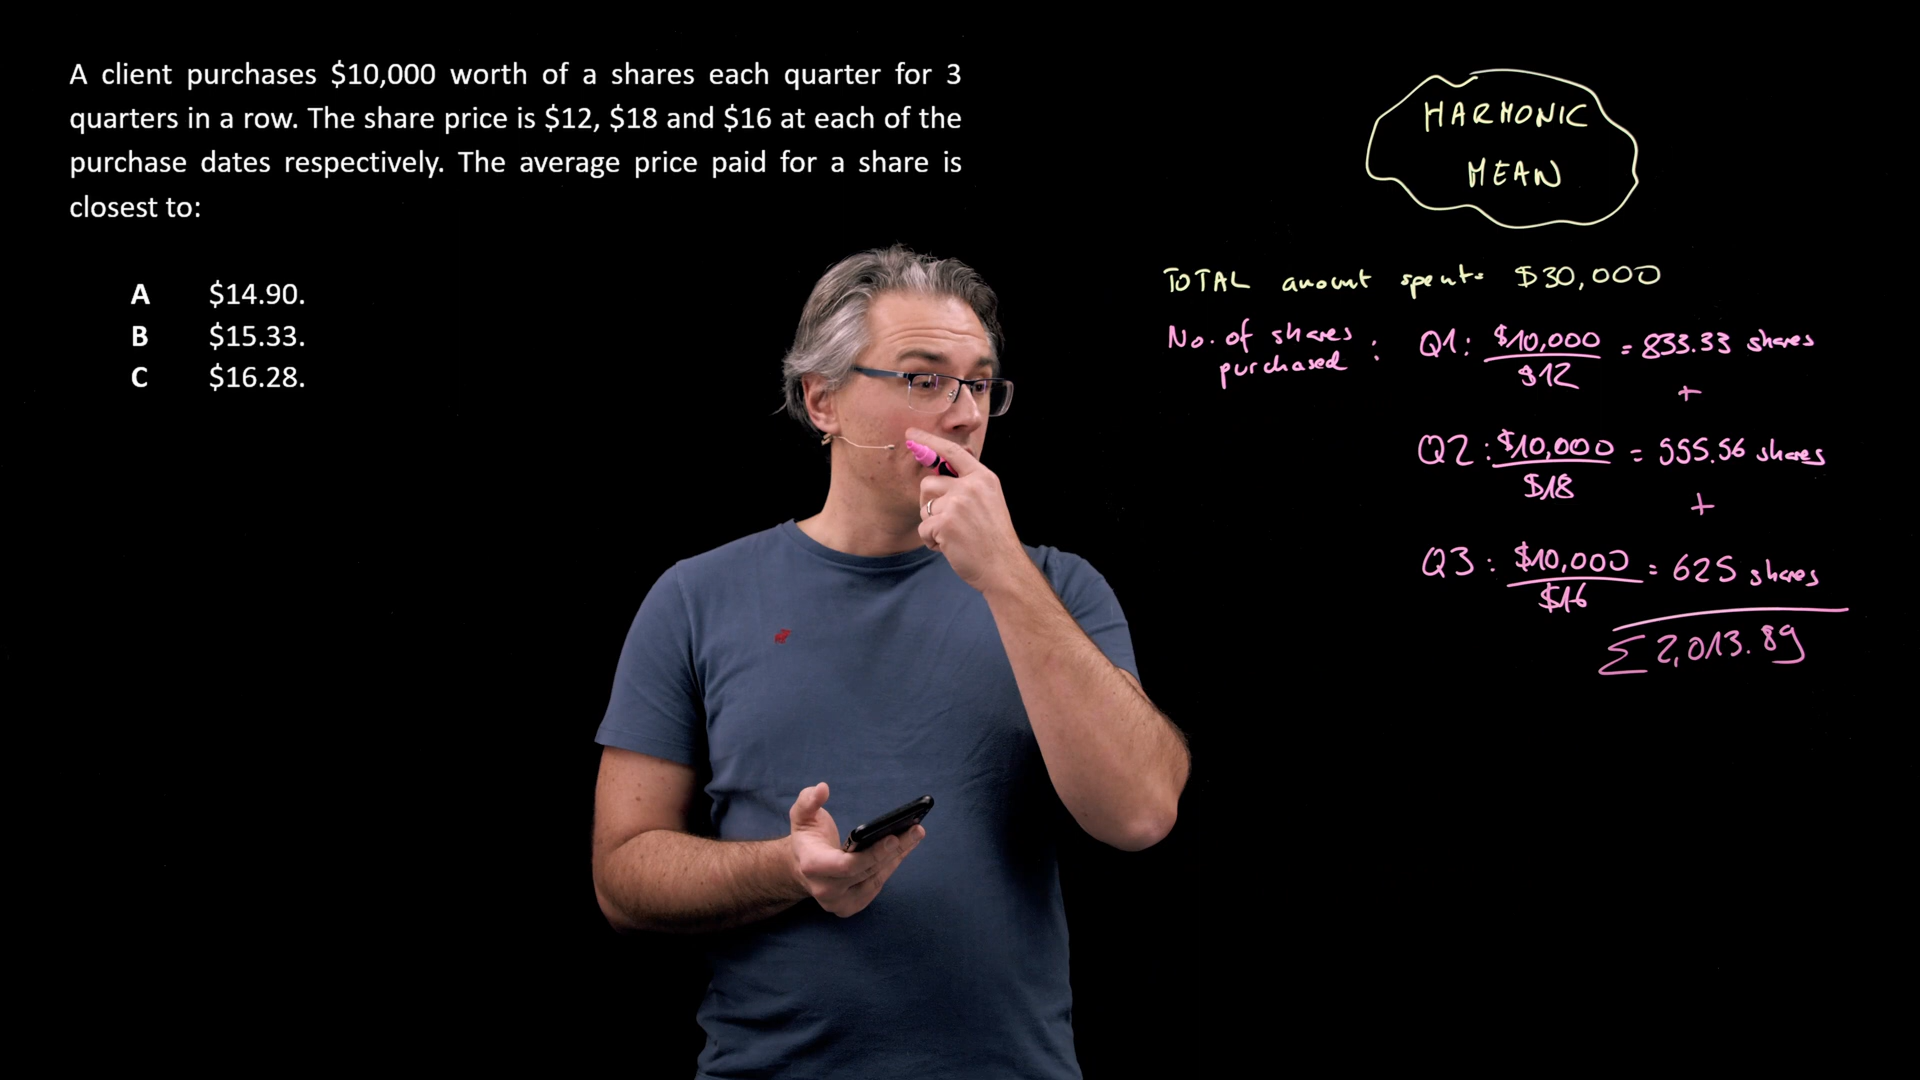 A client purchases $10,000 worth of a shares each quarter for 3
quarters in a row. The share price is $12, $18 and $16 at each of the
purchase dates respectively. The average price paid for a share is
closest to:
A $14.90.
B $15.33.
C $16.28.
HARMONIC
MEAN
TOTAL amount spent = $30,000
No. of shares purchased :
Q1: $10,000 / $12 = 833.33 shares
+
Q2: $10,000 / $18 = 555.56 shares
+
Q3: $10,000 / $16 = 625 shares
Σ 2,013.89